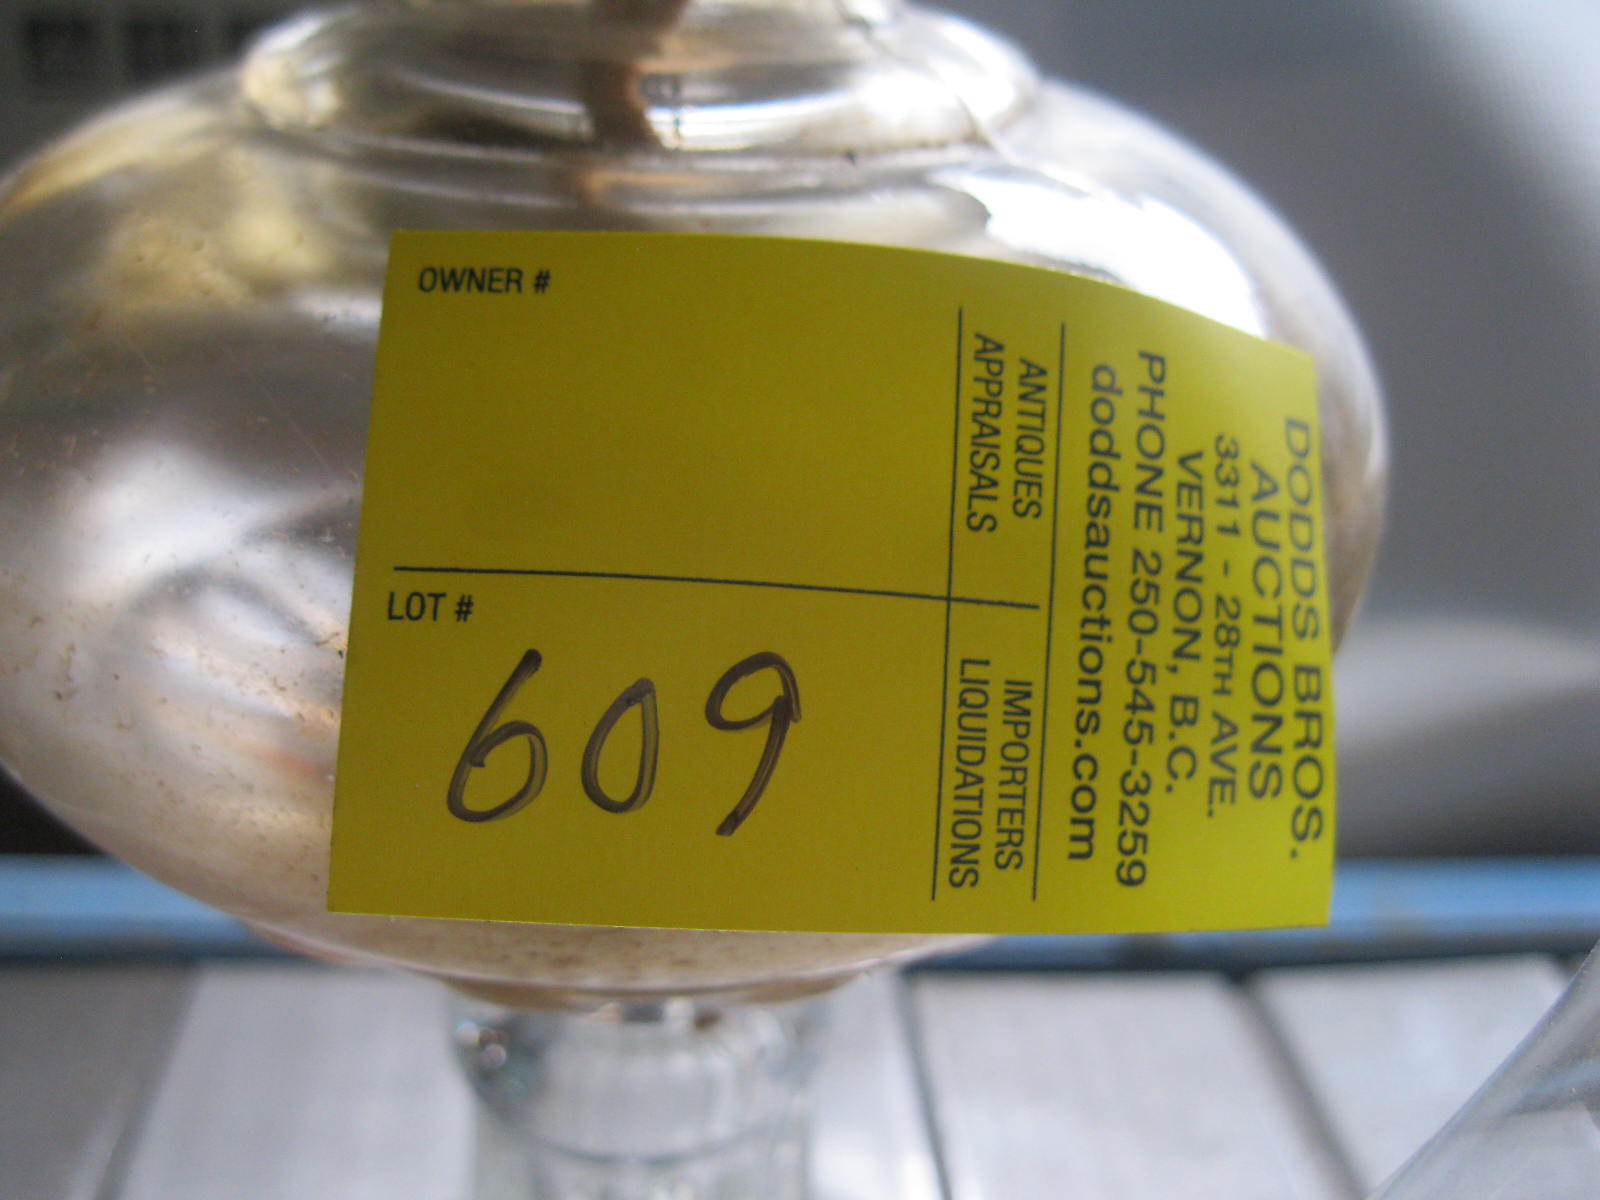 OWNER #
LOT #
609
DODDS BROS.
AUCTIONS
3311 - 28TH AVE.
VERNON, B.C.
PHONE 250-545-3259
doddsauctions.com
ANTIQUES
APPRAISALS
IMPORTERS
LIQUIDATIONS